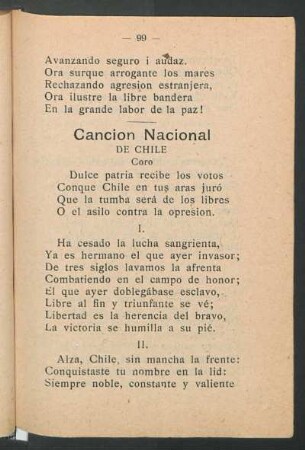 — 99 —
Avanzando seguro i audaz.
Ora surque arrogante los mares
Rechazando agresion estranjera,
Ora ilustre la libre bandera
En la grande labor de la paz!
Cancion Nacional
DE CHILE
Coro
Dulce patria recibe los votos
Conque Chile en tus aras juró
Que la tumba será de los libres
O el asilo contra la opresion.
I.
Ha cesado la lucha sangrienta,
Ya es hermano el que ayer invasor;
De tres siglos lavamos la afrenta
Combatiendo en el campo de honor;
El que ayer doblegábase esclavo,
Libre al fin y triunfante se vé;
Libertad es la herencia del bravo,
La victoria se humilla a su pié.
II.
Alza, Chile, sin mancha la frente:
Conquistaste tu nombre en la lid:
Siempre noble, constante y valiente